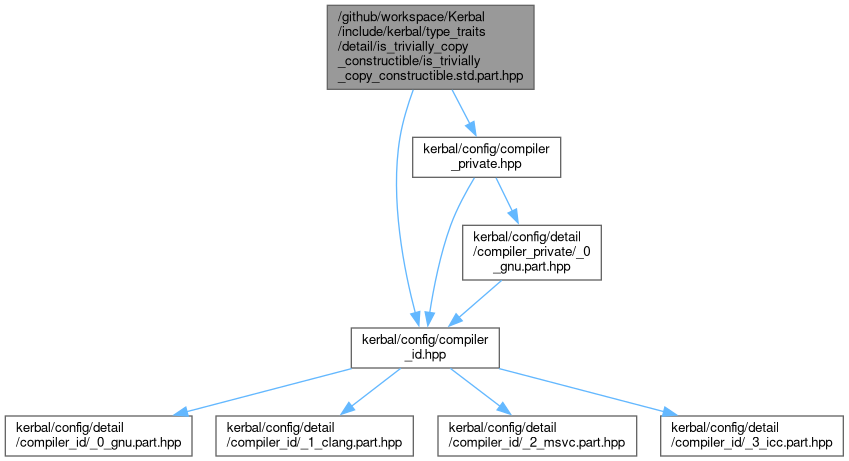 /github/workspace/Kerbal
/include/kerbal/type_traits
/detail/is_trivially_copy
_constructible/is_trivially
_copy_constructible.std.part.hpp
kerbal/config/compiler
_private.hpp
kerbal/config/detail
/compiler_private/_0
_gnu.part.hpp
kerbal/config/compiler
_id.hpp
kerbal/config/detail
/compiler_id/_0_gnu.part.hpp
kerbal/config/detail
/compiler_id/_1_clang.part.hpp
kerbal/config/detail
/compiler_id/_2_msvc.part.hpp
kerbal/config/detail
/compiler_id/_3_icc.part.hpp